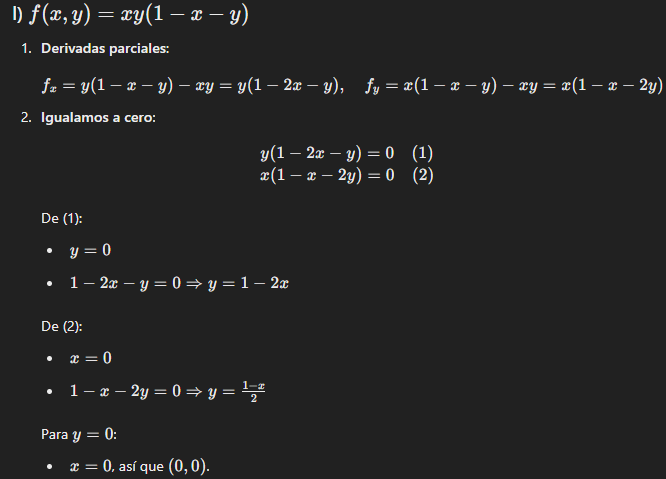 l) f(x, y) = xy(1 − x − y)
1. Derivadas parciales:
fₓ = y(1 − x − y) − xy = y(1 − 2x − y), f_y = x(1 − x − y) − xy = x(1 − x − 2y)
2. Igualamos a cero:
y(1 − 2x − y) = 0 (1)
x(1 − x − 2y) = 0 (2)
De (1):
• y = 0
• 1 − 2x − y = 0 ⇒ y = 1 − 2x
De (2):
• x = 0
• 1 − x − 2y = 0 ⇒ y = (1−x)/2
Para y = 0:
• x = 0, así que (0, 0).